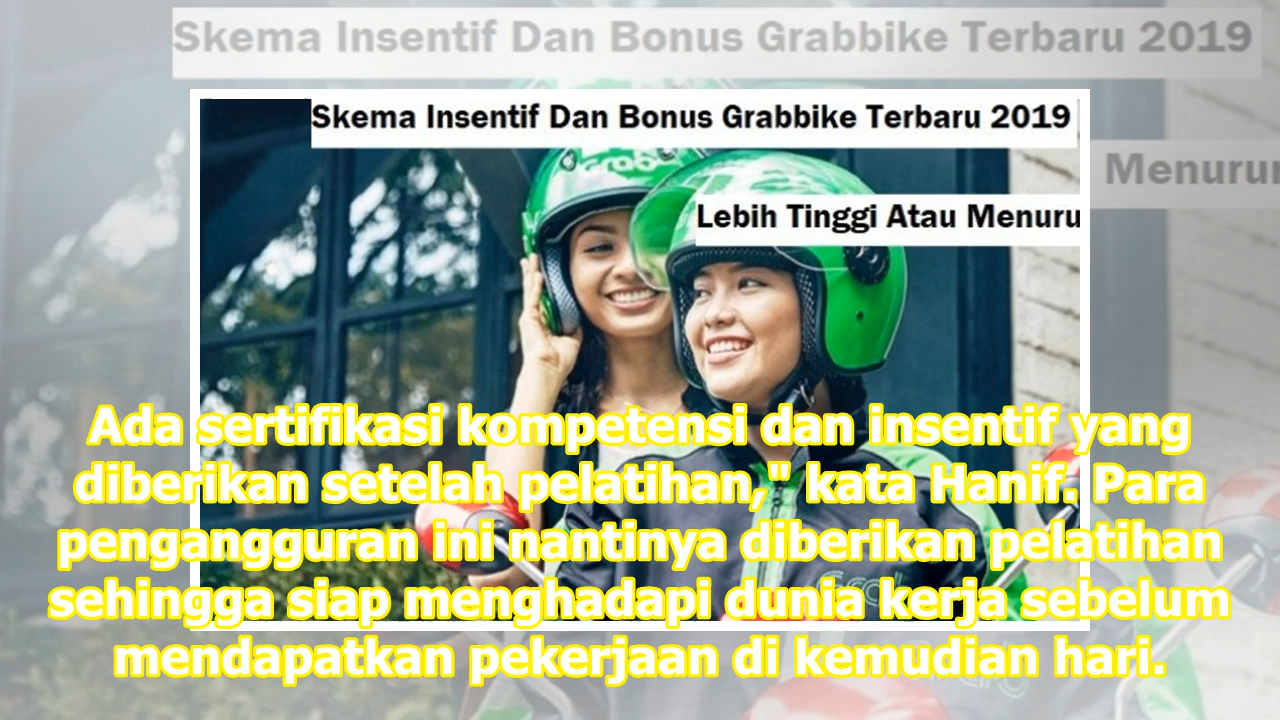 Skema Insentif Dan Bonus Grabbike Terbaru 2019
Skema Insentif Dan Bonus Grabbike Terbaru 2019
Menurun
Lebih Tinggi Atau Menuru
Ada sertifikasi kompetensi dan insentif yang
diberikan setelah pelatihan," kata Hanif. Para
pengangguran ini nantinya diberikan pelatihan
sehingga siap menghadapi dunia kerja sebelum
mendapatkan pekerjaan di kemudian hari.